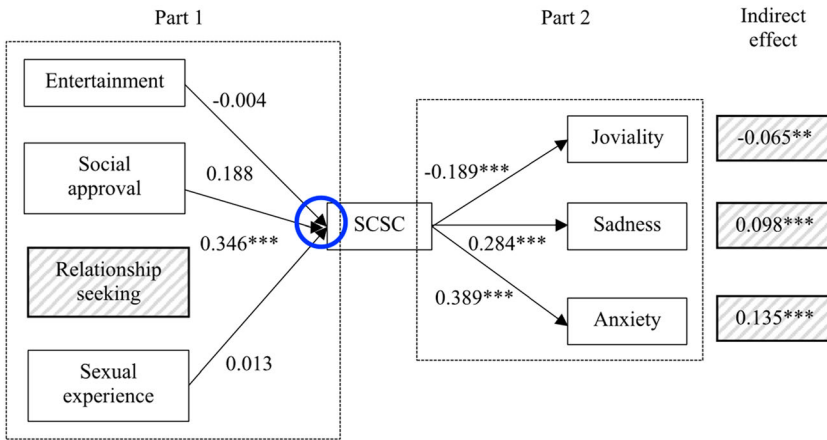 Part 1
Part 2
Indirect
effect
Entertainment
-0.004
Social
approval
0.188
0.346***
Relationship
seeking
Sexual
experience
0.013
SCSC
-0.189***
0.284***
0.389***
Joviality
Sadness
Anxiety
-0.065**
0.098***
0.135***